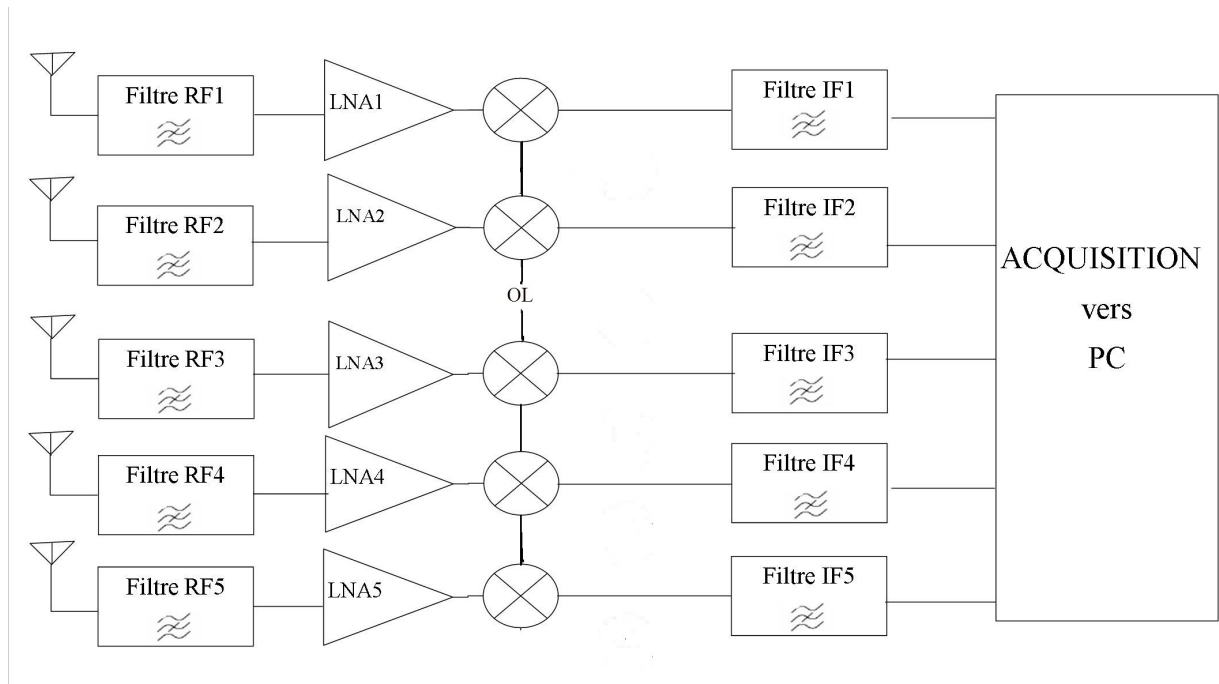 Filtre RF1
LNA1
Filtre IF1
Filtre RF2
LNA2
Filtre IF2
OL
ACQUISITION
vers
PC
Filtre RF3
LNA3
Filtre IF3
Filtre RF4
LNA4
Filtre IF4
Filtre RF5
LNA5
Filtre IF5